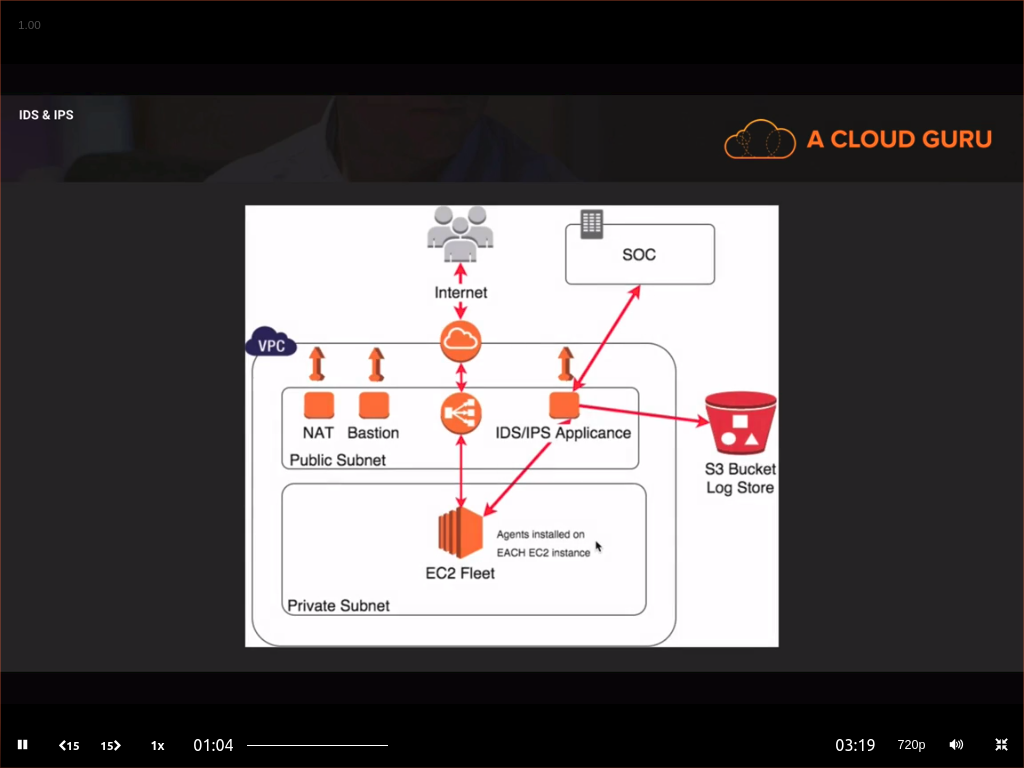 1.00
IDS & IPS
A CLOUD GURU
SOC
Internet
VPC
NAT
Bastion
IDS/IPS Applicance
Public Subnet
S3 Bucket
Log Store
Agents installed on
EACH EC2 instance
EC2 Fleet
Private Subnet
15
15
1x
01:04
03:19
720p